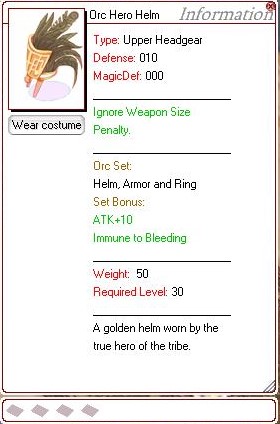 Orc Hero Helm
Information
Type: Upper Headgear
Defense: 010
MagicDef: 000
Ignore Weapon Size
Penalty.
Wear costume
Orc Set:
Helm, Armor and Ring
Set Bonus:
ATK+10
Immune to Bleeding
Weight: 50
Required Level: 30
A golden helm worn by the
true hero of the tribe.